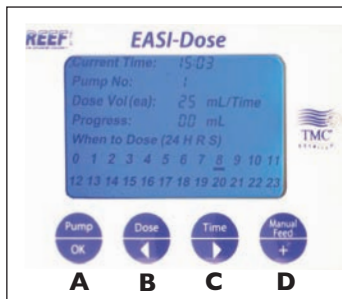 REEF
EASI-Dose
Current Time: 15:03
Pump No: 1
Dose Vol(ea): 25 mL/Time
Progress: 00 mL
When to Dose (24 H R S)
0 1 2 3 4 5 6 7 8 9 10 11
12 13 14 15 16 17 18 19 20 21 22 23
TMC
Pump
OK
Dose
Time
Manual Feed
+
A B C D